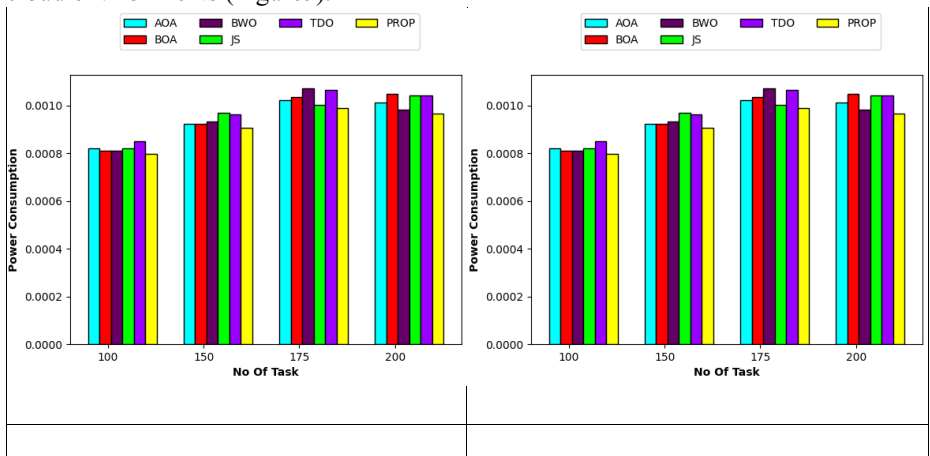 AOA BWO TDO PROP
BOA JS
Power Consumption
0.0010
0.0008
0.0006
0.0004
0.0002
0.0000
100 150 175 200
No Of Task
AOA BWO TDO PROP
BOA JS
Power Consumption
0.0010
0.0008
0.0006
0.0004
0.0002
0.0000
100 150 175 200
No Of Task